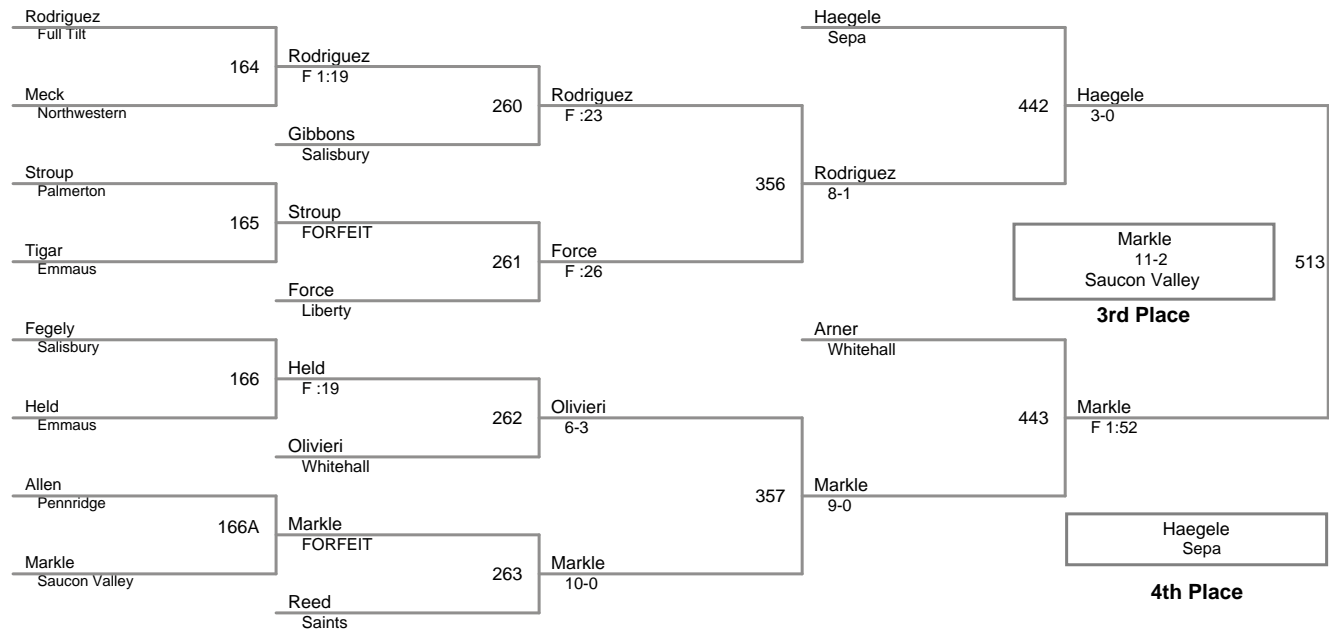 Rodriguez
Full Tilt
164
Meck
Northwestern
Stroup
Palmerton
165
Tigar
Emmaus
Fegely
Salisbury
166
Held
Emmaus
Allen
Pennridge
166A
Markle
Saucon Valley
Rodriguez
F 1:19
260
Gibbons
Salisbury
Stroup
FORFEIT
261
Force
Liberty
Held
F :19
262
Olivieri
Whitehall
Markle
FORFEIT
263
Reed
Saints
Rodriguez
F :23
356
Force
F :26
Olivieri
6-3
357
Markle
10-0
Haegele
Sepa
442
Rodriguez
8-1
Arner
Whitehall
443
Markle
9-0
Haegele
3-0
513
Markle
F 1:52
Markle
11-2
Saucon Valley
3rd Place
Haegele
Sepa
4th Place